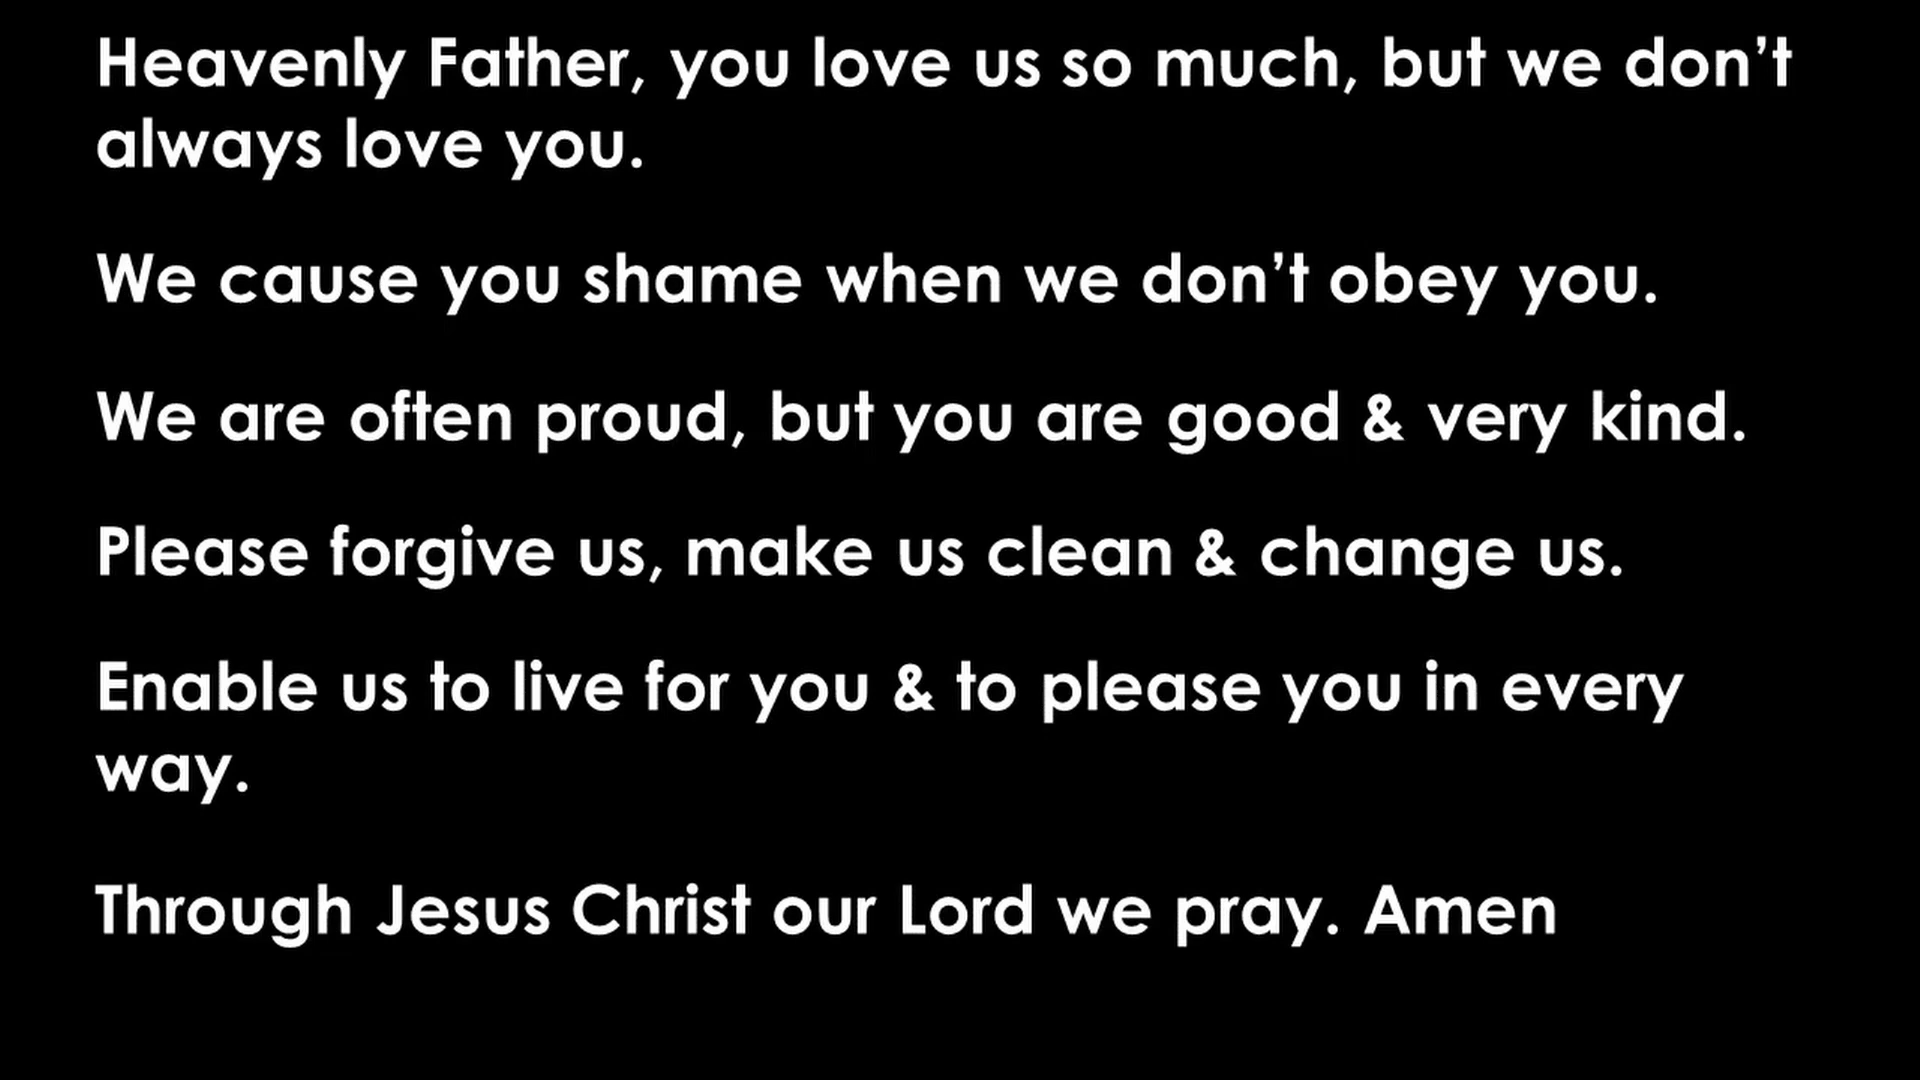 Heavenly Father, you love us so much, but we don’t
always love you.
We cause you shame when we don’t obey you.
We are often proud, but you are good & very kind.
Please forgive us, make us clean & change us.
Enable us to live for you & to please you in every
way.
Through Jesus Christ our Lord we pray. Amen